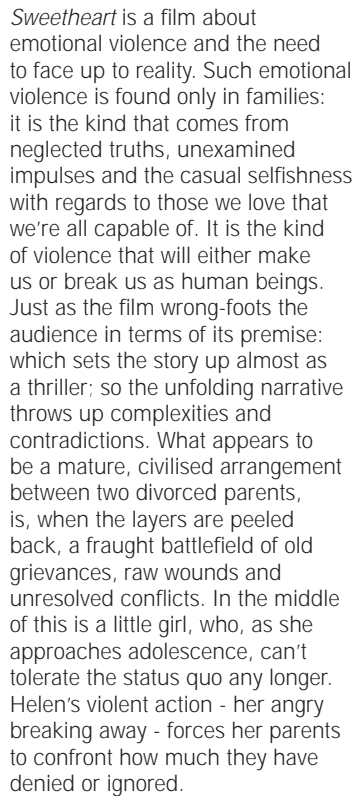 Sweetheart is a film about
emotional violence and the need
to face up to reality. Such emotional
violence is found only in families:
it is the kind that comes from
neglected truths, unexamined
impulses and the casual selfishness
with regards to those we love that
we're all capable of. It is the kind
of violence that will either make
us or break us as human beings.
Just as the film wrong-foots the
audience in terms of its premise:
which sets the story up almost as
a thriller; so the unfolding narrative
throws up complexities and
contradictions. What appears to
be a mature, civilised arrangement
between two divorced parents,
is, when the layers are peeled
back, a fraught battlefield of old
grievances, raw wounds and
unresolved conflicts. In the middle
of this is a little girl, who, as she
approaches adolescence, can't
tolerate the status quo any longer.
Helen's violent action - her angry
breaking away - forces her parents
to confront how much they have
denied or ignored.